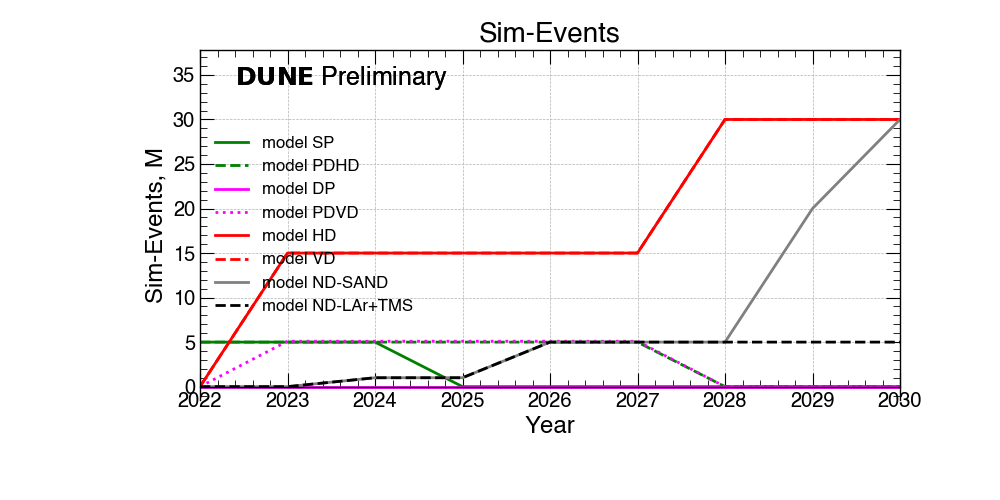 Sim-Events
DUNE Preliminary
Sim-Events, M
35
30
25
20
15
10
5
0
model SP
model PDHD
model DP
model PDVD
model HD
model VD
model ND-SAND
model ND-LAr+TMS
2022 2023 2024 2025 2026 2027 2028 2029 2030
Year